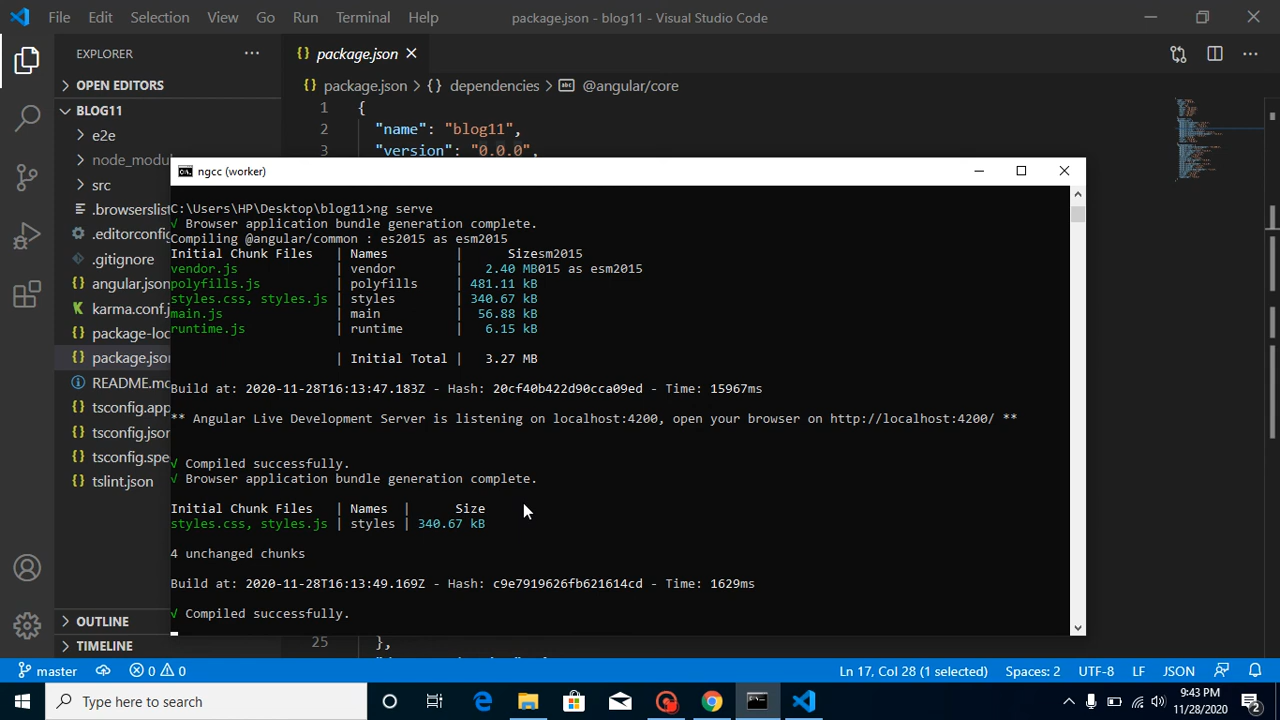 File Edit Selection View Go Run Terminal Help package.json - blog11 - Visual Studio Code
EXPLORER
package.json
OPEN EDITORS
package.json > {} dependencies > @angular/core
BLOG11
1 {
e2e
2 "name": "blog11",
node_modu
3 "version": "0.0.0",
src
.browserslis
.editorconfig
.gitignore
angular.json
karma.conf.j
package-loc
package.jso
README.mo
tsconfig.app
tsconfig.json
tsconfig.spe
tslint.json
OUTLINE
TIMELINE
ngcc (worker)
C:\Users\HP\Desktop\blog11>ng serve
√ Browser application bundle generation complete.
Compiling @angular/common : es2015 as esm2015
Initial Chunk Files | Names | Sizesm2015
vendor.js | vendor | 2.40 MB015 as esm2015
polyfills.js | polyfills | 481.11 kB
styles.css, styles.js | styles | 340.67 kB
main.js | main | 56.88 kB
runtime.js | runtime | 6.15 kB
| Initial Total | 3.27 MB
Build at: 2020-11-28T16:13:47.183Z - Hash: 20cf40b422d90cca09ed - Time: 15967ms
** Angular Live Development Server is listening on localhost:4200, open your browser on http://localhost:4200/ **
√ Compiled successfully.
√ Browser application bundle generation complete.
Initial Chunk Files | Names | Size
styles.css, styles.js | styles | 340.67 kB
4 unchanged chunks
Build at: 2020-11-28T16:13:49.169Z - Hash: c9e7919626fb621614cd - Time: 1629ms
√ Compiled successfully.
25 },
master 0 0 Ln 17, Col 28 (1 selected) Spaces: 2 UTF-8 LF JSON
Type here to search
9:43 PM
11/28/2020
2